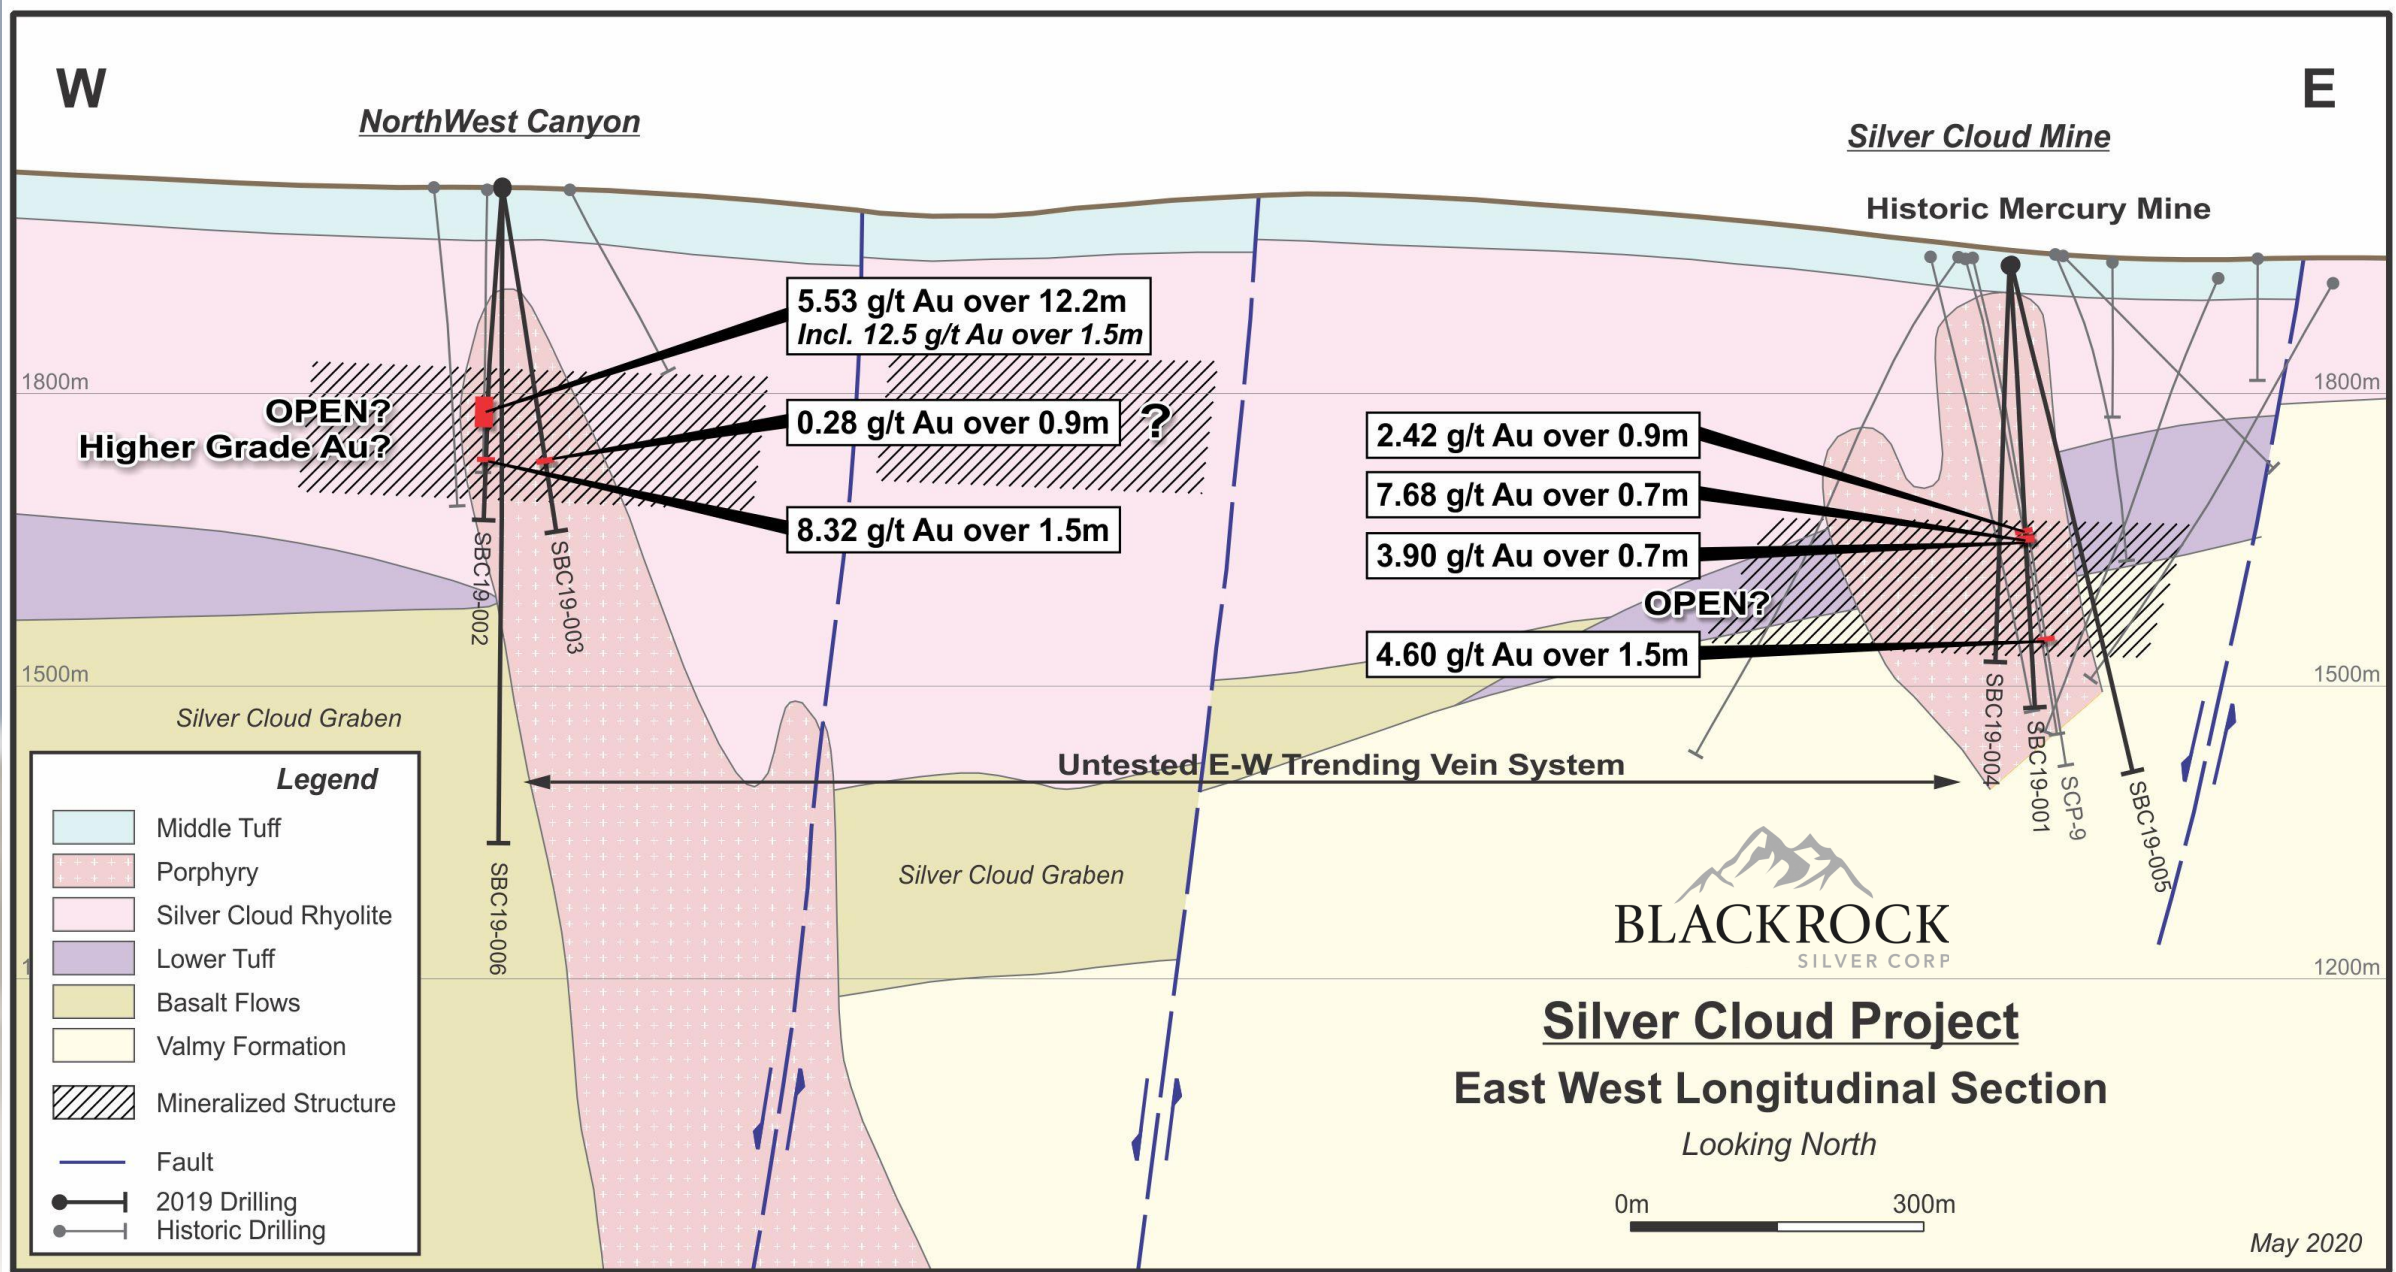 W
E
NorthWest Canyon
Silver Cloud Mine
Historic Mercury Mine
5.53 g/t Au over 12.2m
Incl. 12.5 g/t Au over 1.5m
1800m
1800m
OPEN?
Higher Grade Au?
0.28 g/t Au over 0.9m
?
8.32 g/t Au over 1.5m
2.42 g/t Au over 0.9m
7.68 g/t Au over 0.7m
3.90 g/t Au over 0.7m
OPEN?
4.60 g/t Au over 1.5m
SBC19-002
SBC19-003
1500m
1500m
Silver Cloud Graben
SBC19-004
SBC19-001
SCP-9
SBC19-005
Untested E-W Trending Vein System
SBC19-006
Silver Cloud Graben
1200m
Legend
Middle Tuff
Porphyry
Silver Cloud Rhyolite
Lower Tuff
Basalt Flows
Valmy Formation
Mineralized Structure
Fault
2019 Drilling
Historic Drilling
BLACKROCK
SILVER CORP
Silver Cloud Project
East West Longitudinal Section
Looking North
0m 300m
May 2020